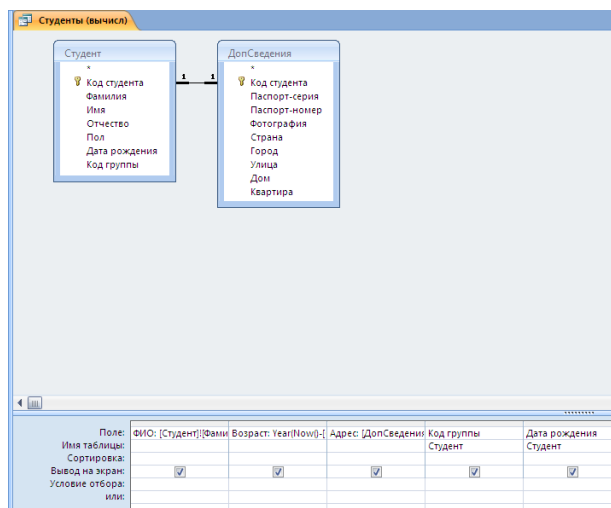 Студенты (вычисл)
Студент
*
Код студента
Фамилия
Имя
Отчество
Пол
Дата рождения
Код группы
1 1
ДопСведения
*
Код студента
Паспорт-серия
Паспорт-номер
Фотография
Страна
Город
Улица
Дом
Квартира
Поле: ФИО: [Студент]![Фами Возраст: Year(Now()-[ Адрес: [ДопСведения Код группы Дата рождения
Имя таблицы: Студент Студент
Сортировка:
Вывод на экран:
Условие отбора:
или: